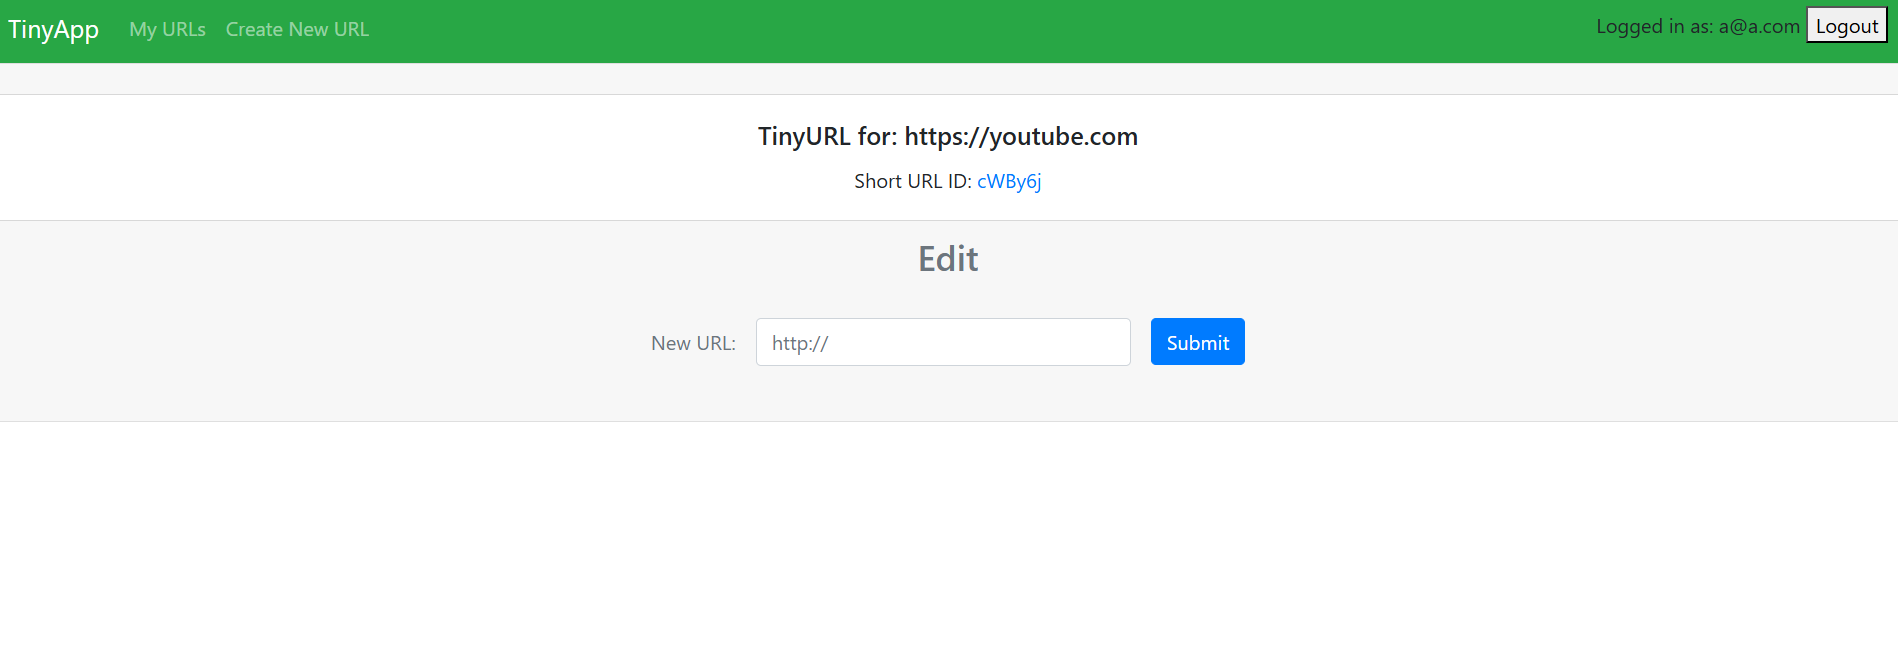 TinyApp My URLs Create New URL Logged in as: a@a.com Logout
TinyURL for: https://youtube.com
Short URL ID: cWBy6j
Edit
New URL: http:// Submit